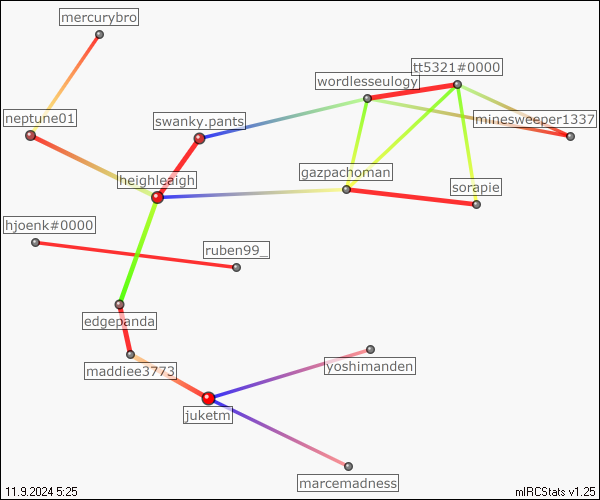 mercurybro
tt5321#0000
wordlesseulogy
neptune01
swanky.pants
minesweeper1337
heighleaigh
gazpachoman
sorapie
hjoenk#0000
ruben99_
edgepanda
maddiee3773
yoshimanden
juketm
marcemadness
11.9.2024 5:25
mIRCStats v1.25